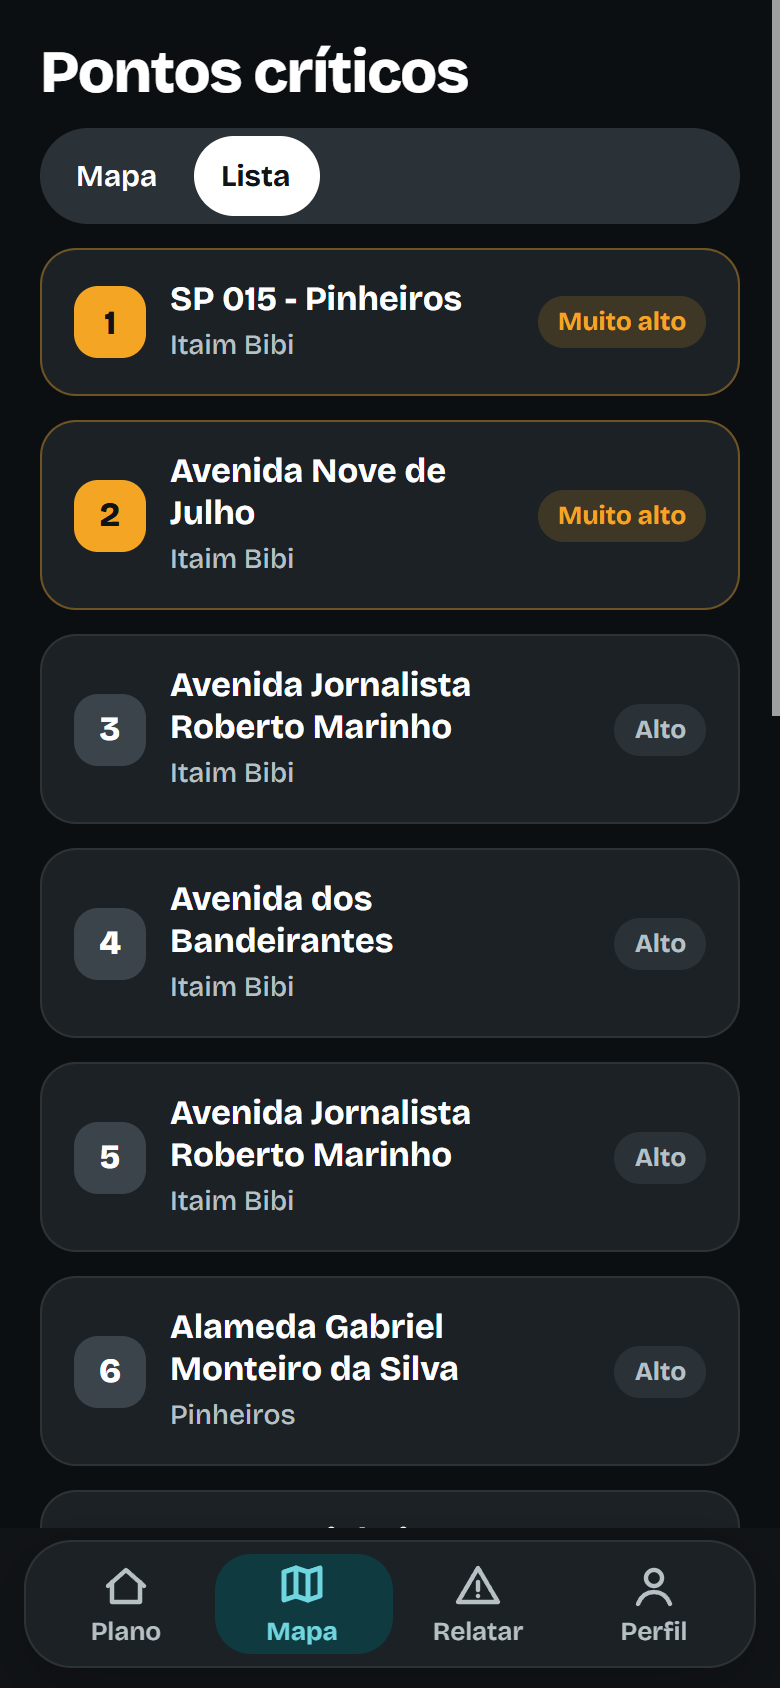 Pontos críticos
Mapa
Lista
1
SP 015 - Pinheiros
Itaim Bibi
Muito alto
2
Avenida Nove de
Julho
Itaim Bibi
Muito alto
3
Avenida Jornalista
Roberto Marinho
Itaim Bibi
Alto
4
Avenida dos
Bandeirantes
Itaim Bibi
Alto
5
Avenida Jornalista
Roberto Marinho
Itaim Bibi
Alto
6
Alameda Gabriel
Monteiro da Silva
Pinheiros
Alto
Plano
Mapa
Relatar
Perfil